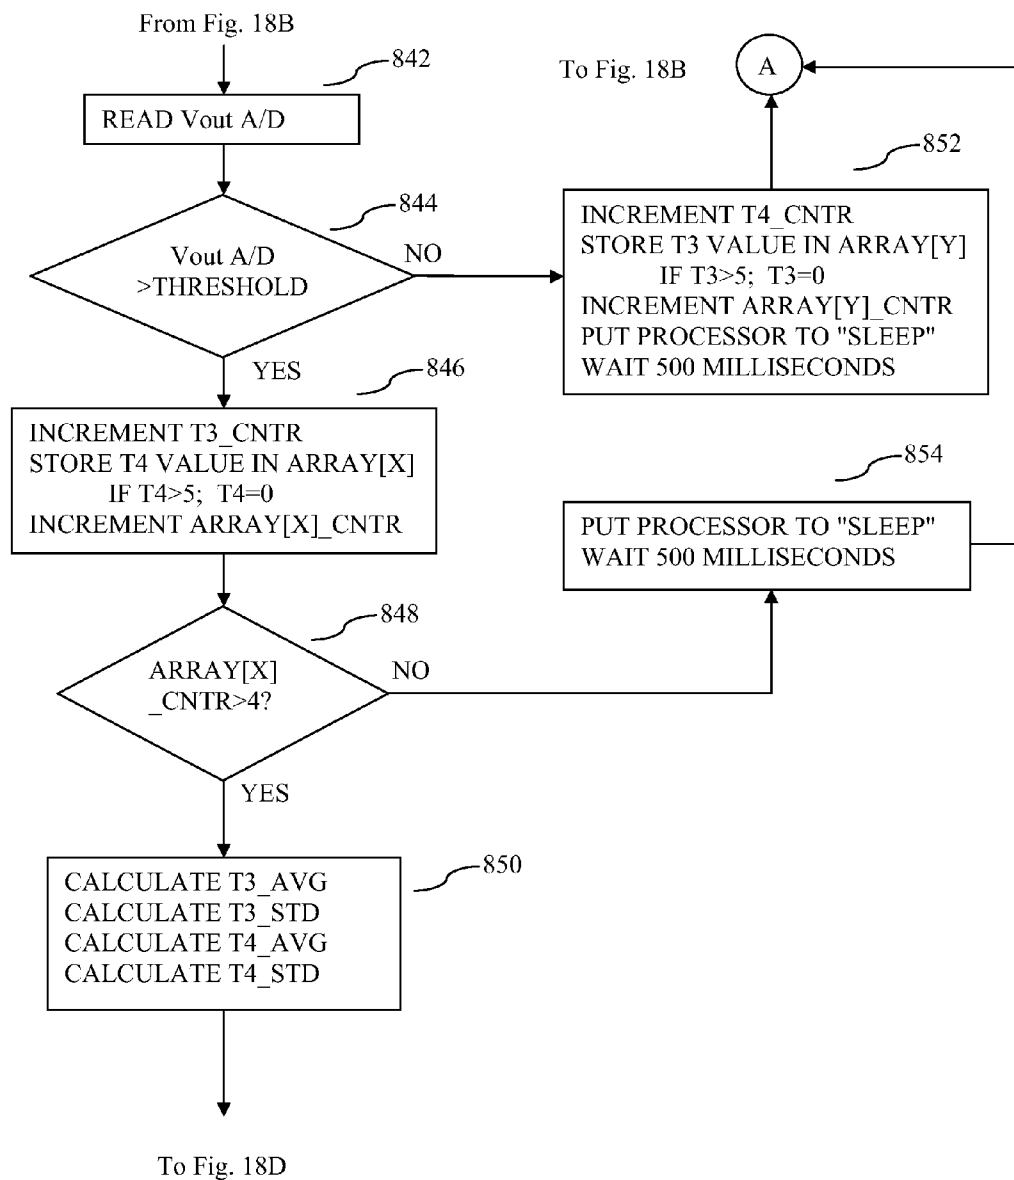 From Fig. 18B
842
READ Vout A/D
844
Vout A/D
>THRESHOLD
NO
YES
To Fig. 18B
A
852
INCREMENT T4_CNTR
STORE T3 VALUE IN ARRAY[Y]
IF T3>5; T3=0
INCREMENT ARRAY[Y]_CNTR
PUT PROCESSOR TO "SLEEP"
WAIT 500 MILLISECONDS
846
INCREMENT T3_CNTR
STORE T4 VALUE IN ARRAY[X]
IF T4>5; T4=0
INCREMENT ARRAY[X]_CNTR
854
PUT PROCESSOR TO "SLEEP"
WAIT 500 MILLISECONDS
848
ARRAY[X]
_CNTR>4?
NO
YES
850
CALCULATE T3_AVG
CALCULATE T3_STD
CALCULATE T4_AVG
CALCULATE T4_STD
To Fig. 18D